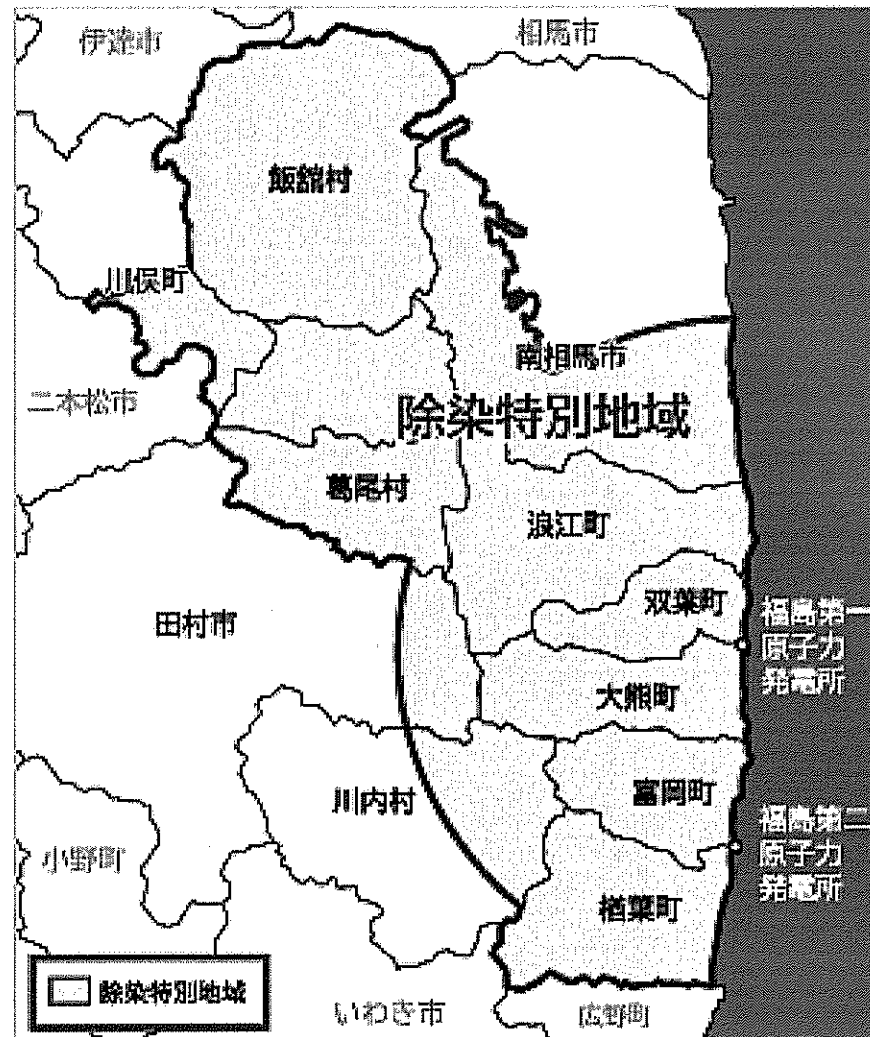 伊達市
相馬市
飯舘村
川俣町
南相馬市
二本松市
除染特別地域
葛尾村
浪江町
双葉町
福島第一
原子力
発電所
田村市
大熊町
川内村
富岡町
福島第二
原子力
発電所
小野町
楢葉町
除染特別地域
いわき市
広野町